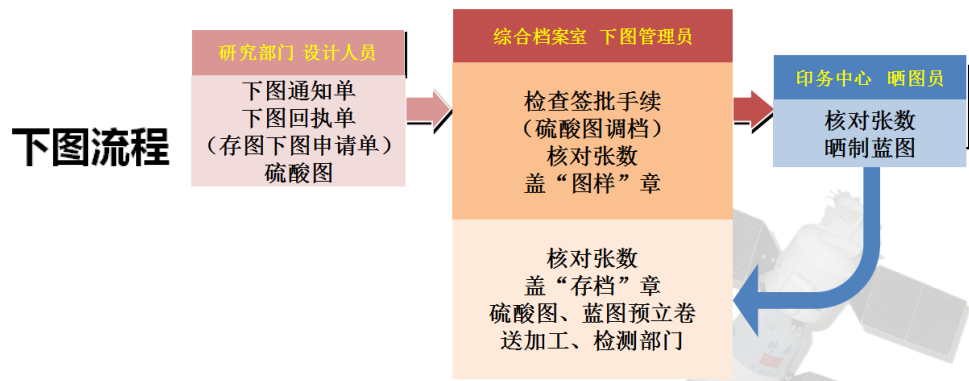 下图流程
研究部门 设计人员
下图通知单
下图回执单
（存图下图申请单）
硫酸图
综合档案室 下图管理员
检查签批手续
（硫酸图调档）
核对张数
盖“图样”章
印务中心 晒图员
核对张数
晒制蓝图
核对张数
盖“存档”章
硫酸图、蓝图预立卷
送加工、检测部门